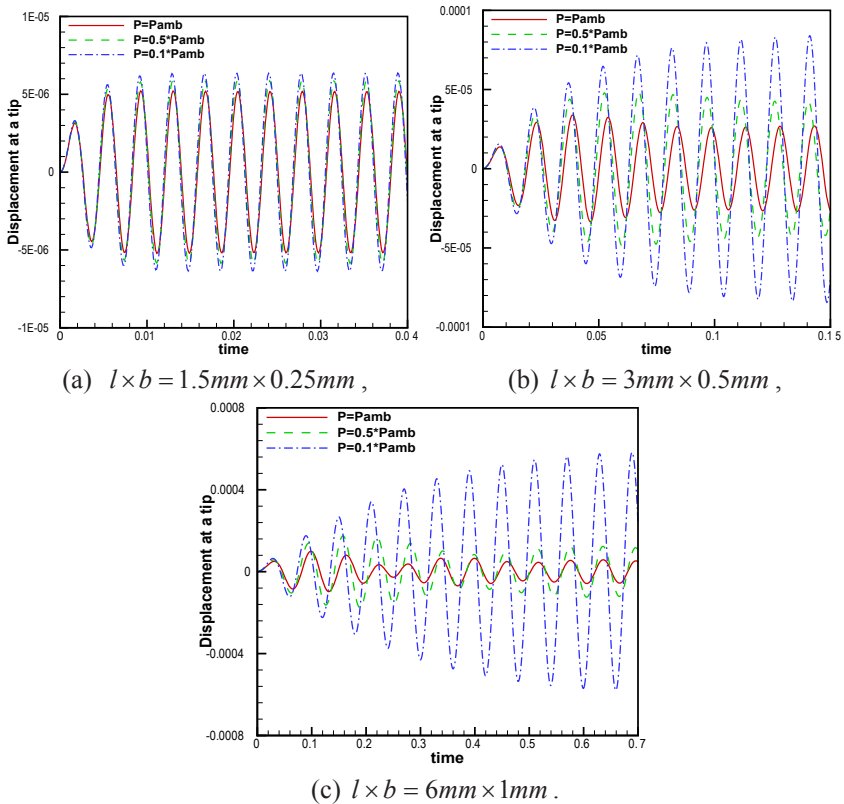 1E-05
P=Pamb
P=0.5*Pamb
P=0.1*Pamb
5E-06
0
-5E-06
-1E-05
Displacement at a tip
0 0.01 0.02 0.03 0.0 4
time
(a) l × b = 1.5mm × 0.25mm ,
0.0001
P=Pamb
P=0.5*Pamb
P=0.1*Pamb
5E-05
0
-5E-05
-0.0001
Displacement at a tip
0 0.05 0.1 0.1 5
time
(b) l × b = 3mm × 0.5mm ,
0.0008
P=Pamb
P=0.5*Pamb
P=0.1*Pamb
0.0004
0
-0.0004
-0.0008
Displacement at a tip
0 0.1 0.2 0.3 0.4 0.5 0.6 0.7
time
(c) l × b = 6mm × 1mm .